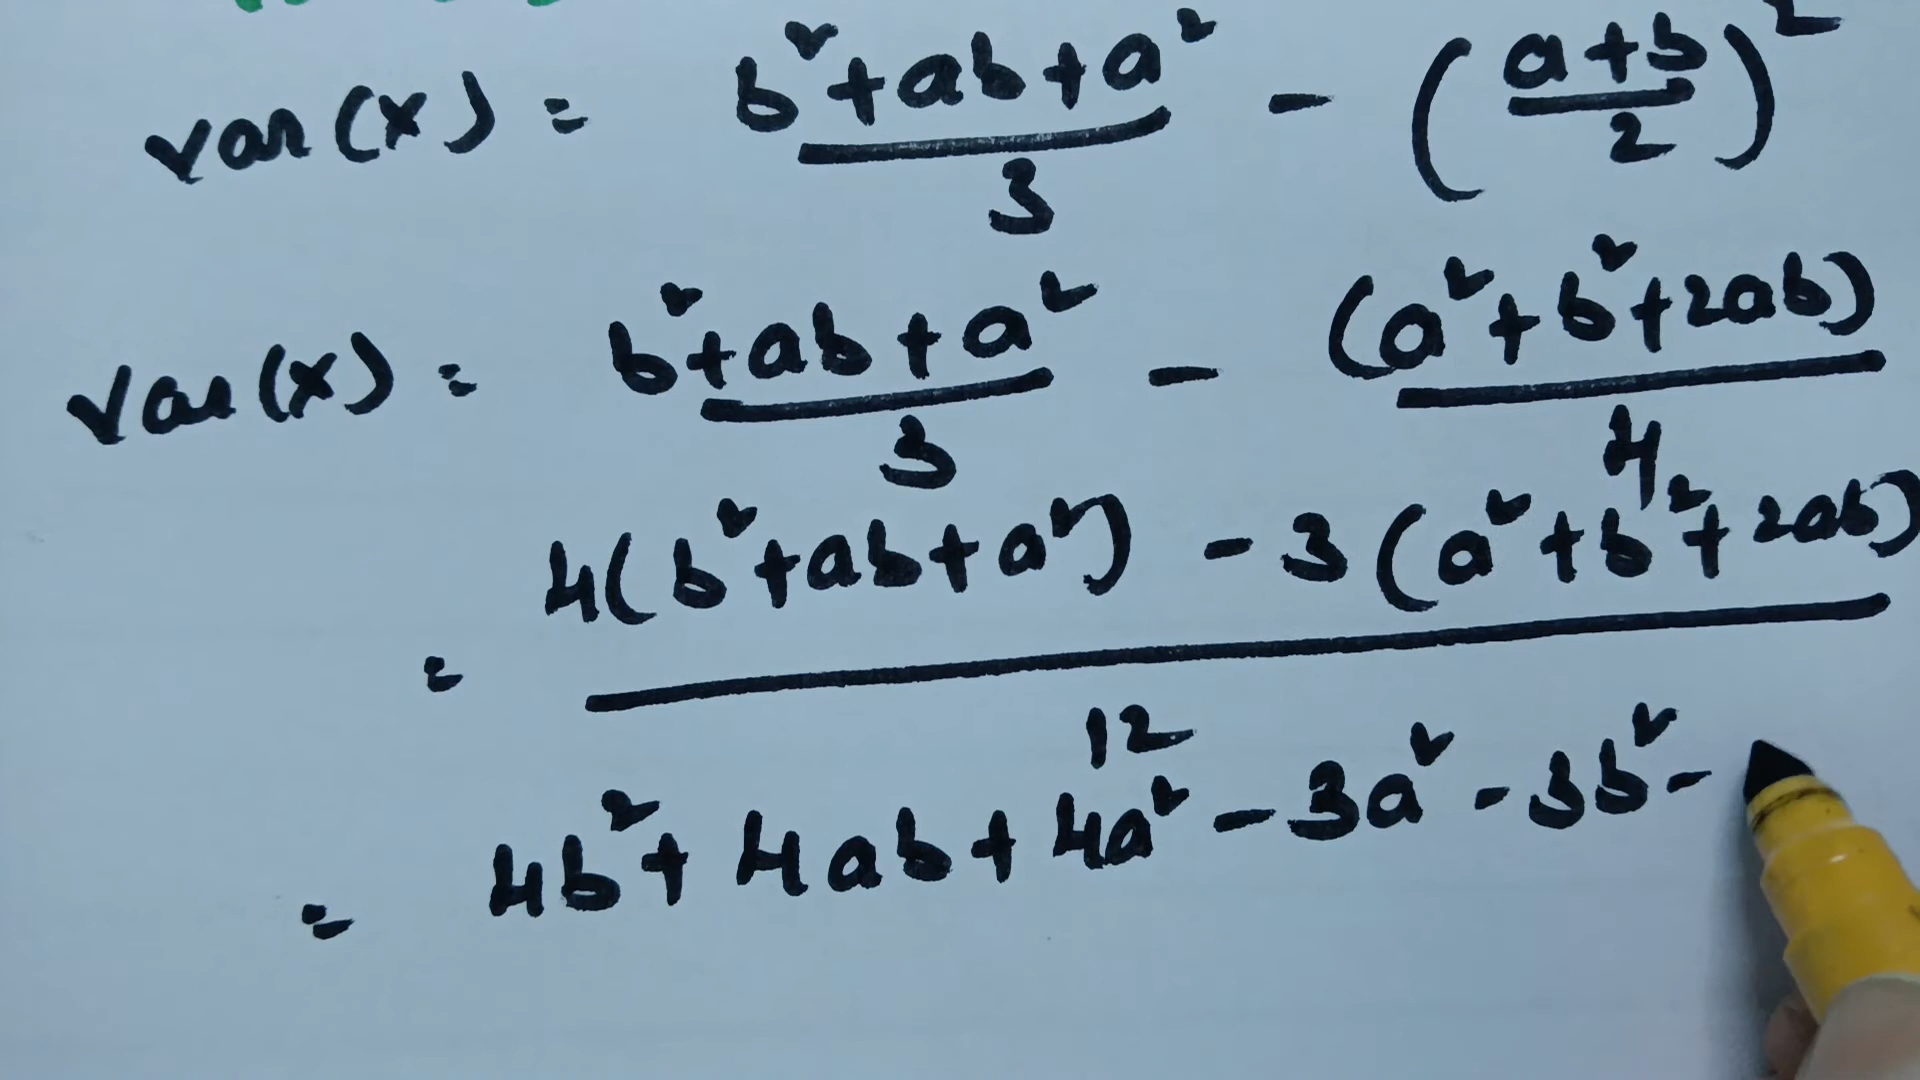 var(x) = b²+ab+a² / 3 - (a+b / 2)²
var(x) = b²+ab+a² / 3 - (a²+b²+2ab) / 4
= 4(b²+ab+a²) - 3(a²+b²+2ab) / 12
= 4b²+4ab+4a²-3a²-3b²-